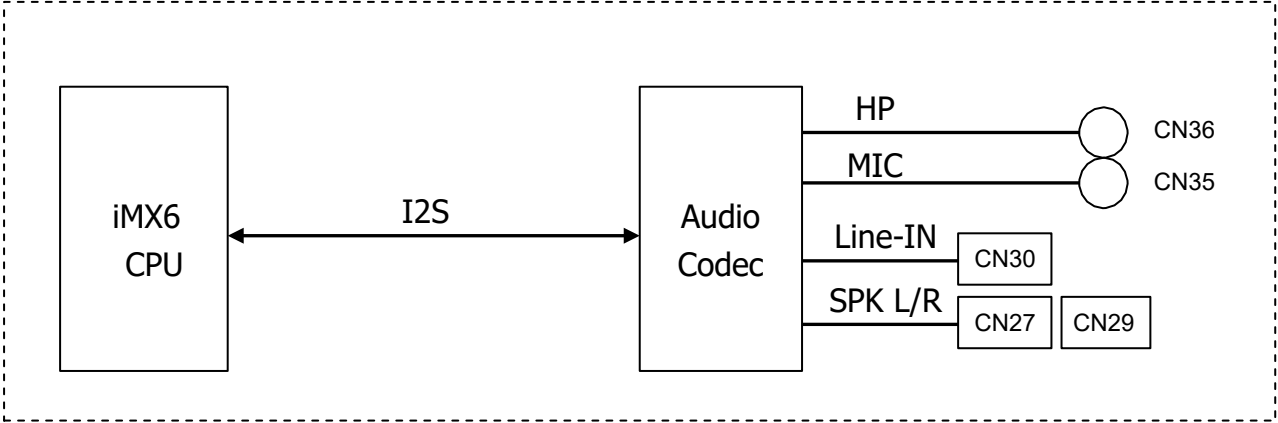 HP
CN36
MIC
CN35
iMX6
CPU
I2S
Audio
Codec
Line-IN
CN30
SPK L/R
CN27
CN29